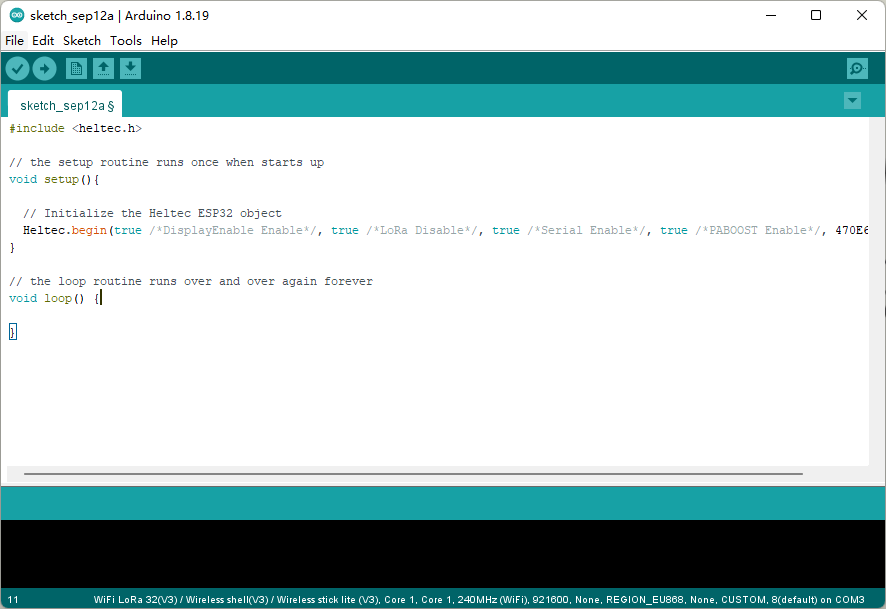 sketch_sep12a | Arduino 1.8.19
File Edit Sketch Tools Help
sketch_sep12a §
#include <heltec.h>
// the setup routine runs once when starts up
void setup(){
// Initialize the Heltec ESP32 object
Heltec.begin(true /*DisplayEnable Enable*/, true /*LoRa Disable*/, true /*Serial Enable*/, true /*PABOOST Enable*/, 470E6
}
// the loop routine runs over and over again forever
void loop() {
}
11 WiFi LoRa 32(V3) / Wireless shell(V3) / Wireless stick lite (V3), Core 1, Core 1, 240MHz (WiFi), 921600, None, REGION_EU868, None, CUSTOM, 8(default) on COM3